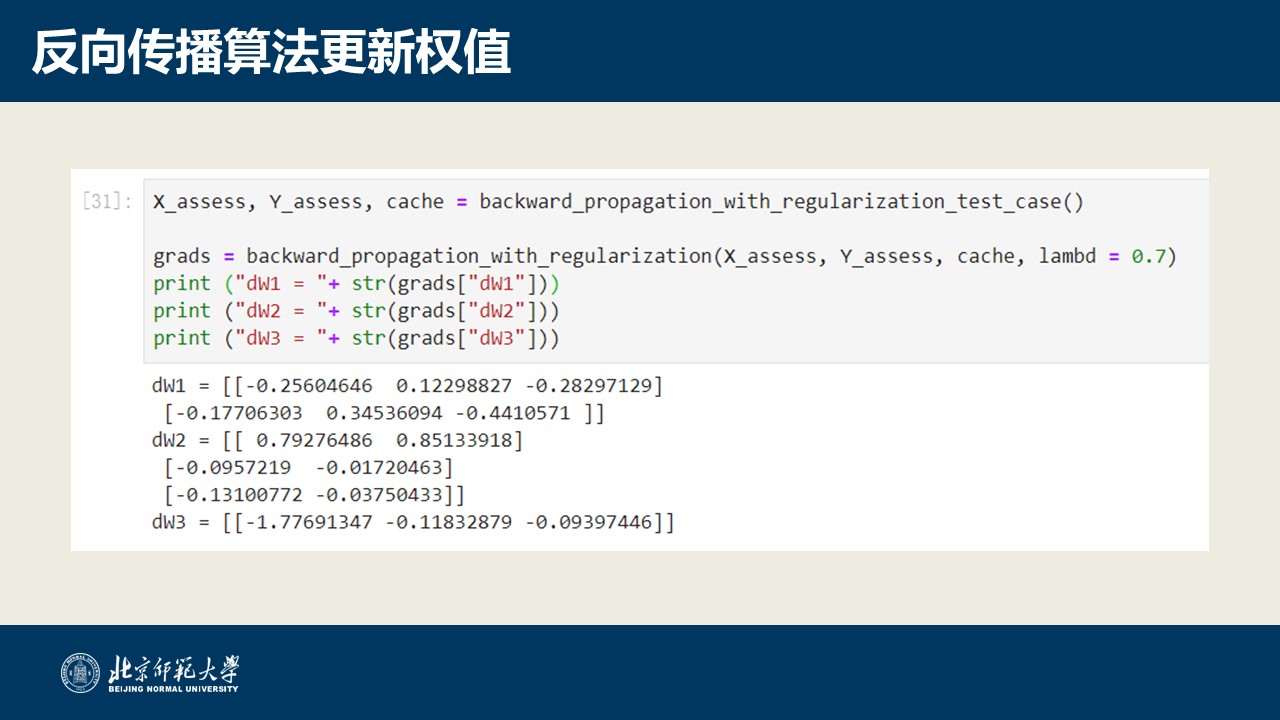 反向传播算法更新权值
[31]:
X_assess, Y_assess, cache = backward_propagation_with_regularization_test_case()
grads = backward_propagation_with_regularization(X_assess, Y_assess, cache, lambd = 0.7)
print ("dW1 = "+ str(grads["dW1"]))
print ("dW2 = "+ str(grads["dW2"]))
print ("dW3 = "+ str(grads["dW3"]))
dW1 = [[-0.25604646  0.12298827 -0.28297129]
 [-0.17706303  0.34536094 -0.4410571 ]]
dW2 = [[ 0.79276486  0.85133918]
 [-0.0957219  -0.01720463]
 [-0.13100772 -0.03750433]]
dW3 = [[-1.77691347 -0.11832879 -0.09397446]]
北京师范大学
BEIJING NORMAL UNIVERSITY